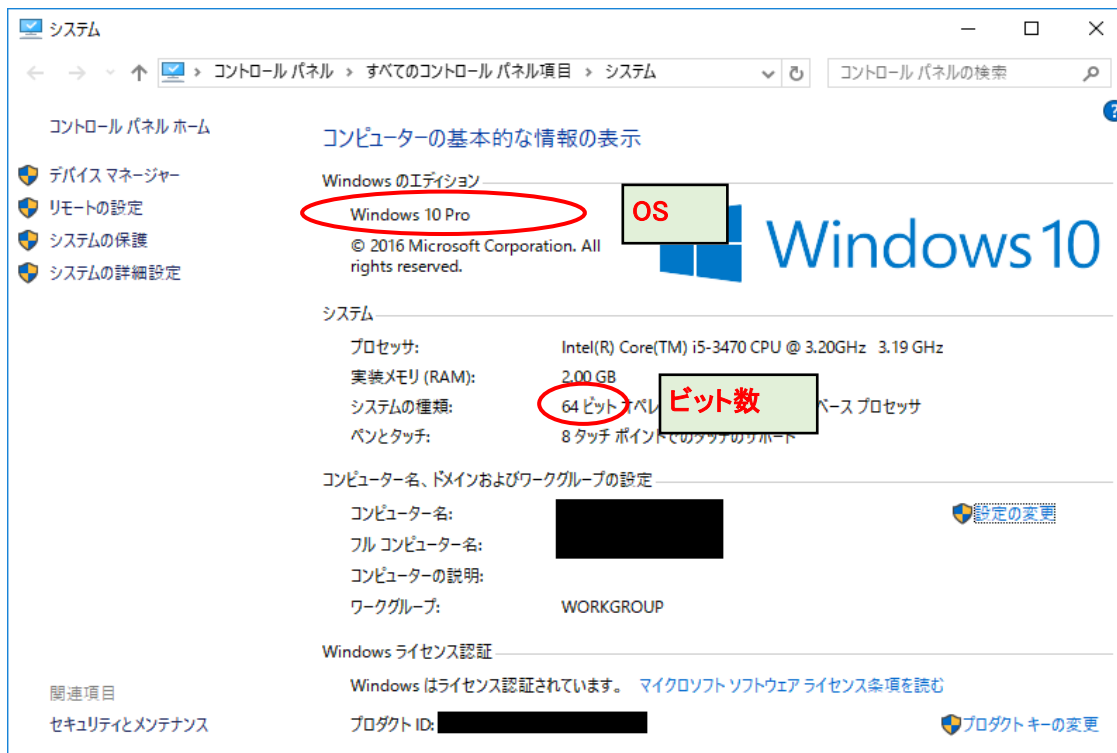 システム
コントロール パネル › すべてのコントロール パネル項目 › システム
コントロール パネルの検索
コントロール パネル ホーム
デバイス マネージャー
リモートの設定
システムの保護
システムの詳細設定
コンピューターの基本的な情報の表示
Windows のエディション
Windows 10 Pro
OS
© 2016 Microsoft Corporation. All
rights reserved.
Windows 10
システム
プロセッサ: Intel(R) Core(TM) i5-3470 CPU @ 3.20GHz 3.19 GHz
実装メモリ (RAM): 2.00 GB
システムの種類: 64 ビット オペレ ベース プロセッサ
ビット数
ペンとタッチ: 8 タッチ ポイントでのタッチのサポート
コンピューター名、ドメインおよびワークグループの設定
コンピューター名:
設定の変更
フル コンピューター名:
コンピューターの説明:
ワークグループ: WORKGROUP
Windows ライセンス認証
Windows はライセンス認証されています。 マイクロソフト ソフトウェア ライセンス条項を読む
プロダクト ID:
プロダクト キーの変更
関連項目
セキュリティとメンテナンス